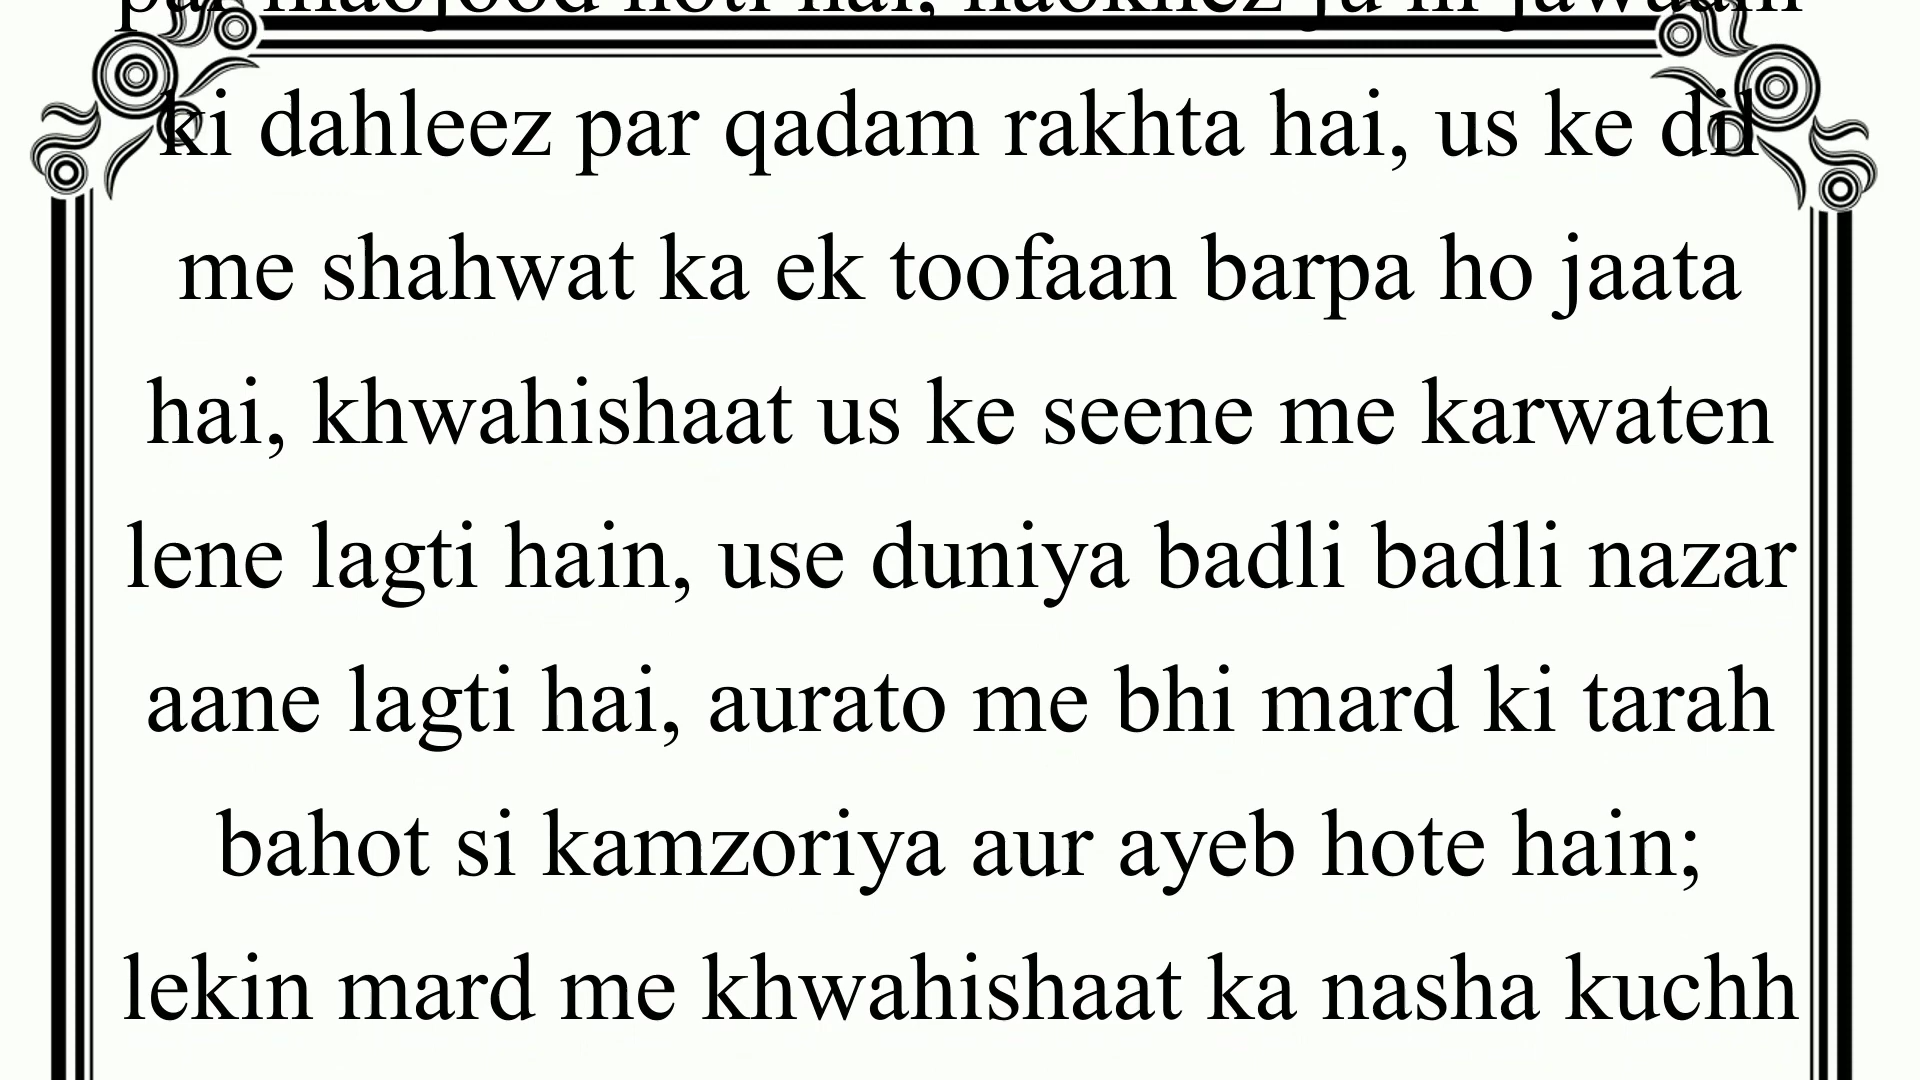 ki dahleez par qadam rakhta hai, us ke dil
me shahwat ka ek toofaan barpa ho jaata
hai, khwahishaat us ke seene me karwaten
lene lagti hain, use duniya badli badli nazar
aane lagti hai, aurato me bhi mard ki tarah
bahot si kamzoriya aur ayeb hote hain;
lekin mard me khwahishaat ka nasha kuchh